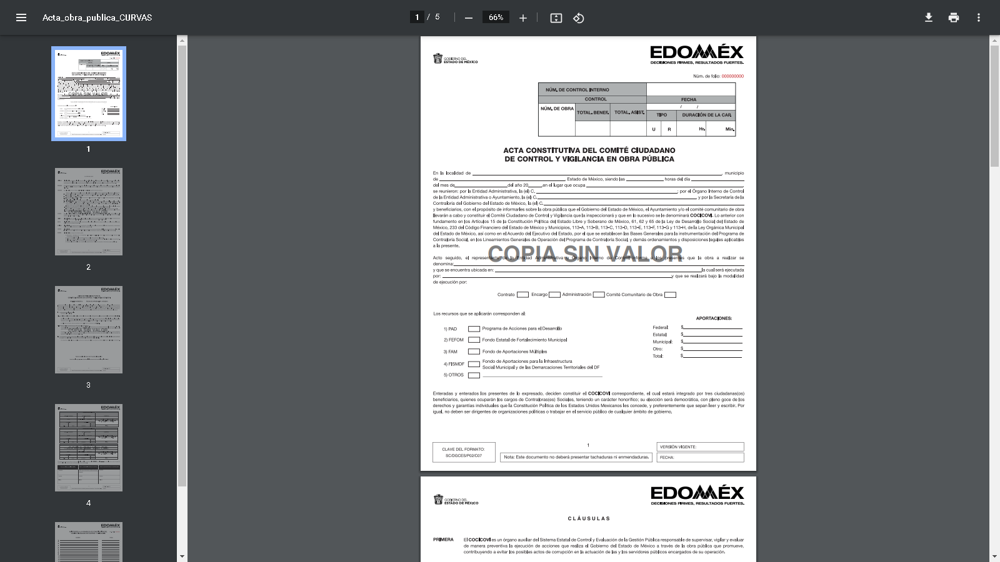 Acta_obra_publica_CURVAS
1 / 5
66%
1
2
3
4
GOBIERNO DEL
ESTADO DE MÉXICO
EDOMÉX
DECISIONES FIRMES, RESULTADOS FUERTES.
Núm. de folio: 000000000
NÚM. DE CONTROL INTERNO
CONTROL
FECHA
NÚM. DE OBRA
TOTAL. BENEF.
TOTAL. ASIST.
/ /
TIPO
DURACIÓN DE LA CAP.
U
R
Hr.
Min.
ACTA CONSTITUTIVA DEL COMITÉ CIUDADANO
DE CONTROL Y VIGILANCIA EN OBRA PÚBLICA
En la localidad de , municipio
de , Estado de México, siendo las horas del día
del mes de del año 20 ,en el lugar que ocupa ,
se reunieron: por la Entidad Administrativa, la (el) C. ; por el Órgano Interno de Control
de la Entidad Administrativa o Ayuntamiento, la (el) C. , y por la Secretaría de la
Contraloría del Gobierno del Estado de México, la (el) C.
y beneficiarios, con el propósito de informarles sobre la obra pública que el Gobierno del Estado de México, el Ayuntamiento y/o el comité comunitario de obra
llevarán a cabo y constituir el Comité Ciudadano de Control y Vigilancia que la inspeccionará y que en lo sucesivo se le denominará COCICOVI. Lo anterior con
fundamento en los Artículos 15 de la Constitución Política del Estado Libre y Soberano de México, 61, 62 y 65 de la Ley de Desarrollo Social del Estado de
México, 233 del Código Financiero del Estado de México y Municipios, 113-A, 113-B, 113-C, 113-D, 113-E, 113-F, 113-G y 113-H, de la Ley Orgánica Municipal
del Estado de México, así como en el Acuerdo del Ejecutivo del Estado, por el que se establecen las Bases Generales para la instrumentación del Programa de
Contraloría Social, en los Lineamientos Generales de Operación del Programa de Contraloría Social, y demás ordenamientos y disposiciones legales aplicables
a la presente.
COPIA SIN VALOR
Acto seguido, el representante de la Entidad Administrativa u Órgano Interno de Control informa a los presentes que la obra a realizar se
denomina:
y que se encuentra ubicada en: la cual será ejecutada
por: y que se realizará bajo la modalidad
de ejecución por:
Contrato Encargo Administración Comité Comunitario de Obra
Los recursos que se aplicarán corresponden al:
APORTACIONES:
1) PAD Programa de Acciones para el Desarrollo
2) FEFOM Fondo Estatal de Fortalecimiento Municipal
3) FAM Fondo de Aportaciones Múltiples
4) FISMDF Fondo de Aportaciones para la Infraestructura
Social Municipal y de las Demarcaciones Territoriales del DF
5) OTROS
Federal: $
Estatal: $
Municipal: $
Otro: $
Total: $
Enteradas y enterados los presentes de lo expresado, deciden constituir el COCICOVI correspondiente, el cual estará integrado por tres ciudadanas(os)
beneficiarios, quienes ocuparán los cargos de Contraloras(es) Sociales, teniendo un carácter honorífico; su elección será democrática, con pleno goce de los
derechos y garantías individuales que la Constitución Política de los Estados Unidos Mexicanos les concede, y preferentemente que sepan leer y escribir. Por
igual, no deben ser dirigentes de organizaciones políticas o trabajar en el servicio público de cualquier ámbito de gobierno.
CLAVE DEL FORMATO:
SC/DGCES/P02/C07
1
Nota: Este documento no deberá presentar tachaduras ni enmendaduras.
VERSIÓN VIGENTE:
FECHA:
GOBIERNO DEL
ESTADO DE MÉXICO
EDOMÉX
DECISIONES FIRMES, RESULTADOS FUERTES.
CLÁUSULAS
PRIMERA El COCICOVI es un órgano auxiliar del Sistema Estatal de Control y Evaluación de la Gestión Pública responsable de supervisar, vigilar y evaluar
de manera preventiva la ejecución de acciones que realiza el Gobierno del Estado de México a través de la obra pública que promueve,
contribuyendo a evitar los posibles actos de corrupción en la actuación de las y los servidores públicos encargados de su operación.